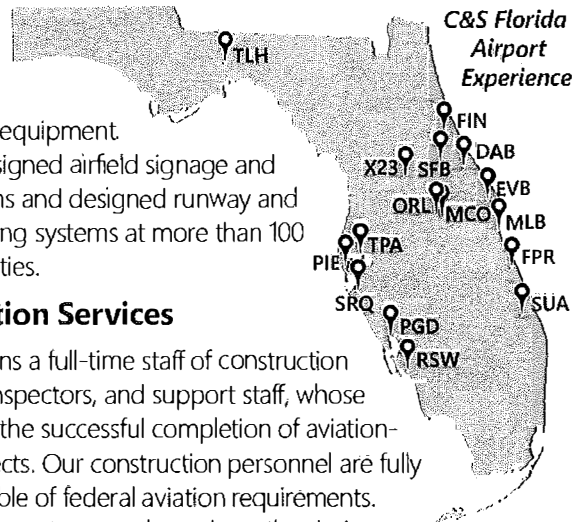 C&S Florida
Airport
Experience
TLH
equipment.
signed airfield signage and
ns and designed runway and
ng systems at more than 100
ties.
FIN
DAB
X23
SFB
EVB
ORL
MCO
MLB
TPA
PIE
FPR
SRQ
SUA
PGD
RSW
tion Services
ns a full-time staff of construction
nspectors, and support staff, whose
the successful completion of aviation-
ects. Our construction personnel are fully
ble of federal aviation requirements.